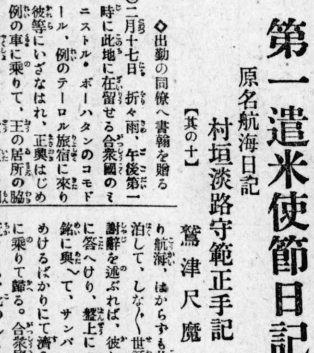 第一遣米使節日記
原名航海日記
村垣淡路守範正手記
【其の十】
鷲津尺魔
◇出勤の同僚へ書翰を贈る
〇二月十七日 折々雨、午後第一
時に此地に在留せる合衆國のミ
ニストル・ポーハタンのコモド
ール、例のテーロル旅宿に來り
彼等にいざなはれ、正興はじめ
例の車に乗りて、王の居所の脇
り航海、はからずも
泊して、しな〲世
謝辭を述ぶれば、彼
に答へけり、盤上に
銘に與へて、サンパ
めけるばかりにて濟
に乗りて歸る。合衆